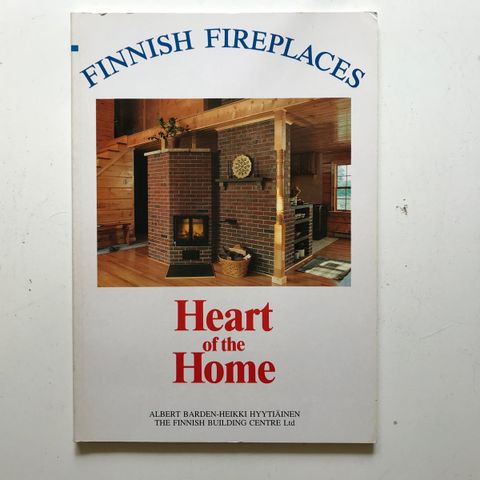 FINNISH FIREPLACES
Heart
of the
Home
ALBERT BARDEN-HEIKKI HYYTIÄINEN
THE FINNISH BUILDING CENTRE Ltd